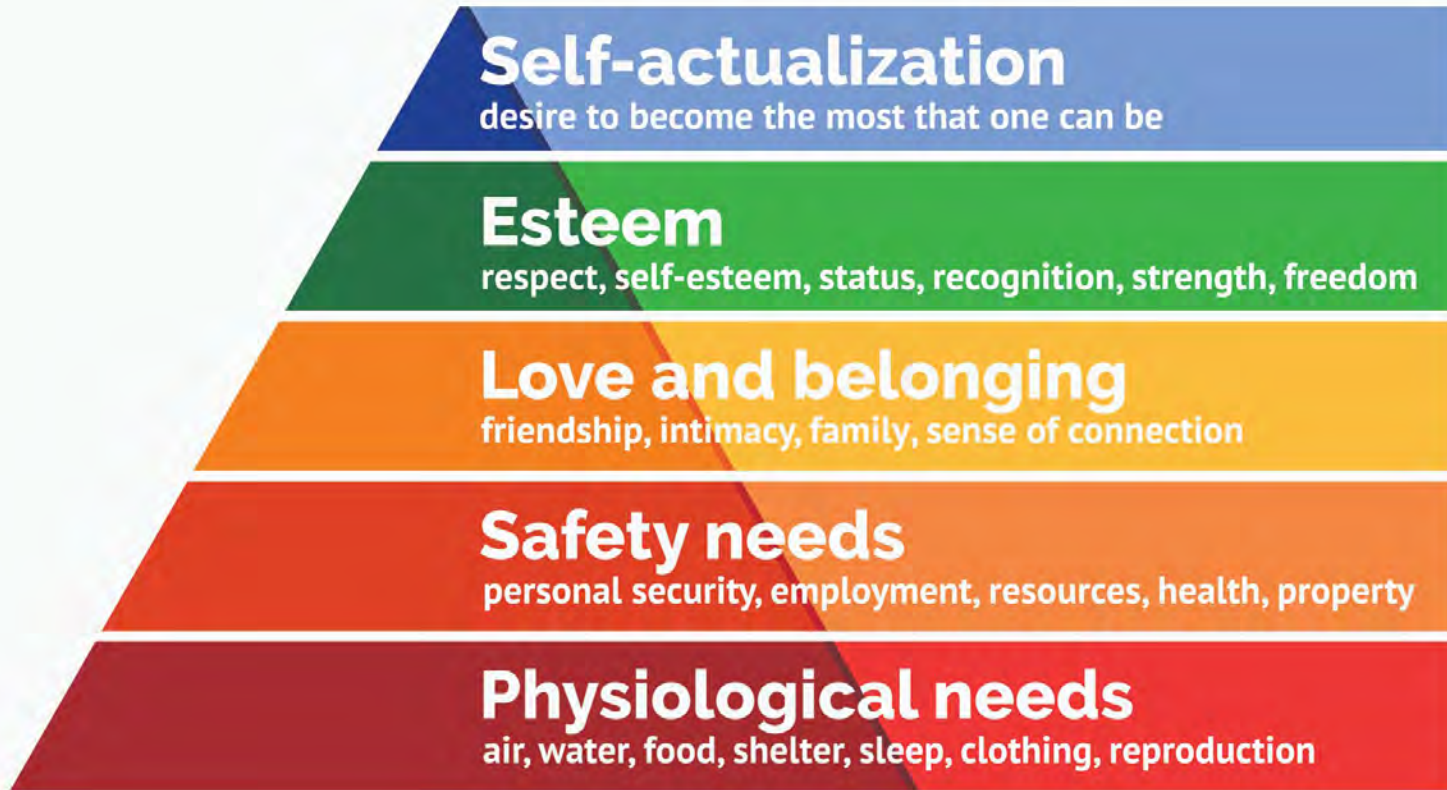 Self-actualization
desire to become the most that one can be
Esteem
respect, self-esteem, status, recognition, strength, freedom
Love and belonging
friendship, intimacy, family, sense of connection
Safety needs
personal security, employment, resources, health, property
Physiological needs
air, water, food, shelter, sleep, clothing, reproduction